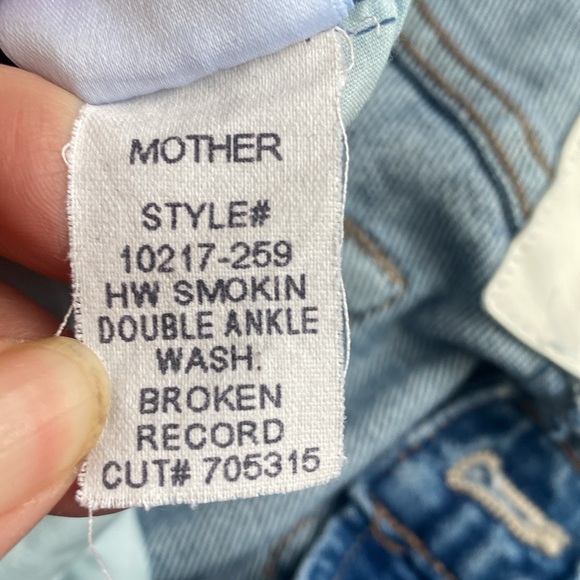 MOTHER
STYLE#
10217-259
HW SMOKIN
DOUBLE ANKLE
WASH:
BROKEN
RECORD
CUT# 705315